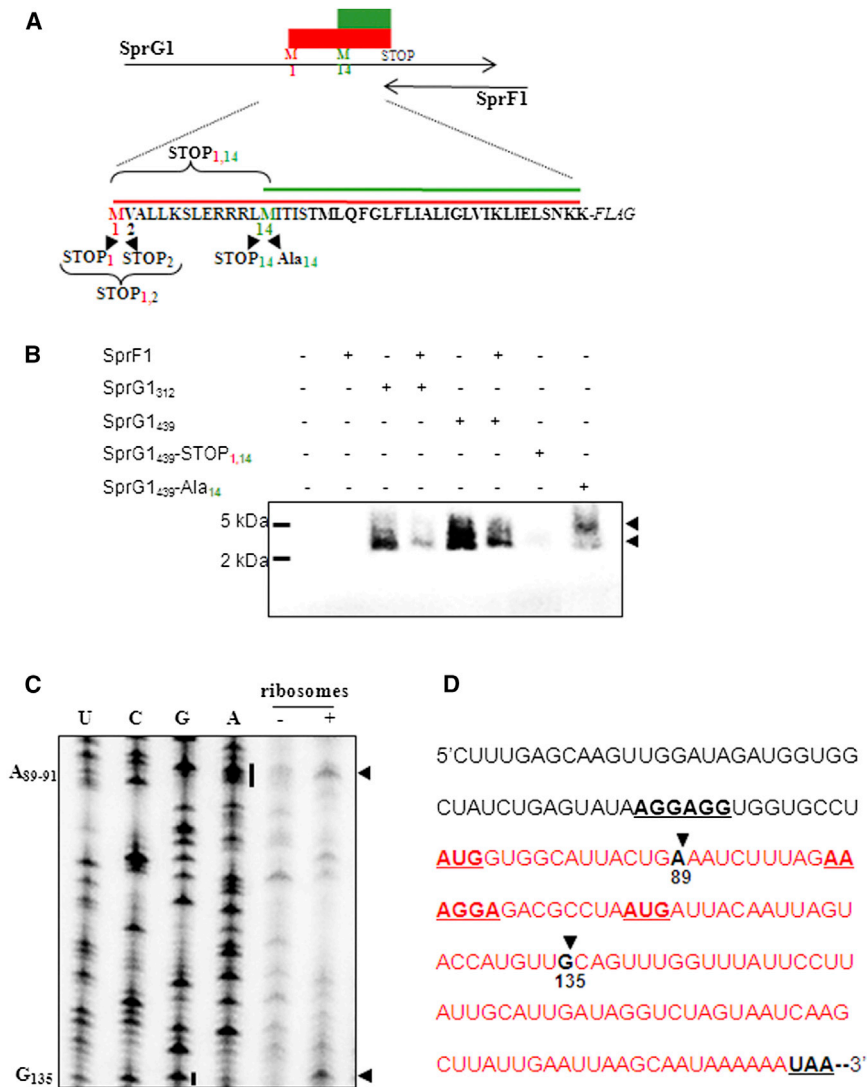 A
SprG1
M
1
M
14
STOP
SprF1
STOP1,14
MVALLKSLERRRLMITISTMLQFGLFLIALIGLVIKLIELSNKK-FLAG
1 2 14
STOP1 STOP2 STOP14 Ala14
STOP1,2
B
SprF1 - + - + - + - -
SprG1312 - - + + - - - -
SprG1439 - - - - + + - -
SprG1439-STOP1,14 - - - - - - + -
SprG1439-Ala14 - - - - - - - +
5 kDa
2 kDa
C
ribosomes
U C G A - +
A89-91
G135
D
5'CUUUGAGCAAGUUGGAUAGAUGGUGG
CUAUCUGAGUAUAAGGAGGUGGUGCCU
AUGGUGGCAUUACUGAAAUCUUUAGAA
89
AGGAGACGCCUAAUGAUUACAAUUAGU
ACCAUGUUGCAGUUUGGUUUAUUCCUU
135
AUUGCAUUGAUAGGUCUAGUAAUCAAG
CUUAUUGAAUUAAGCAAUAAAAAAUAA--3'